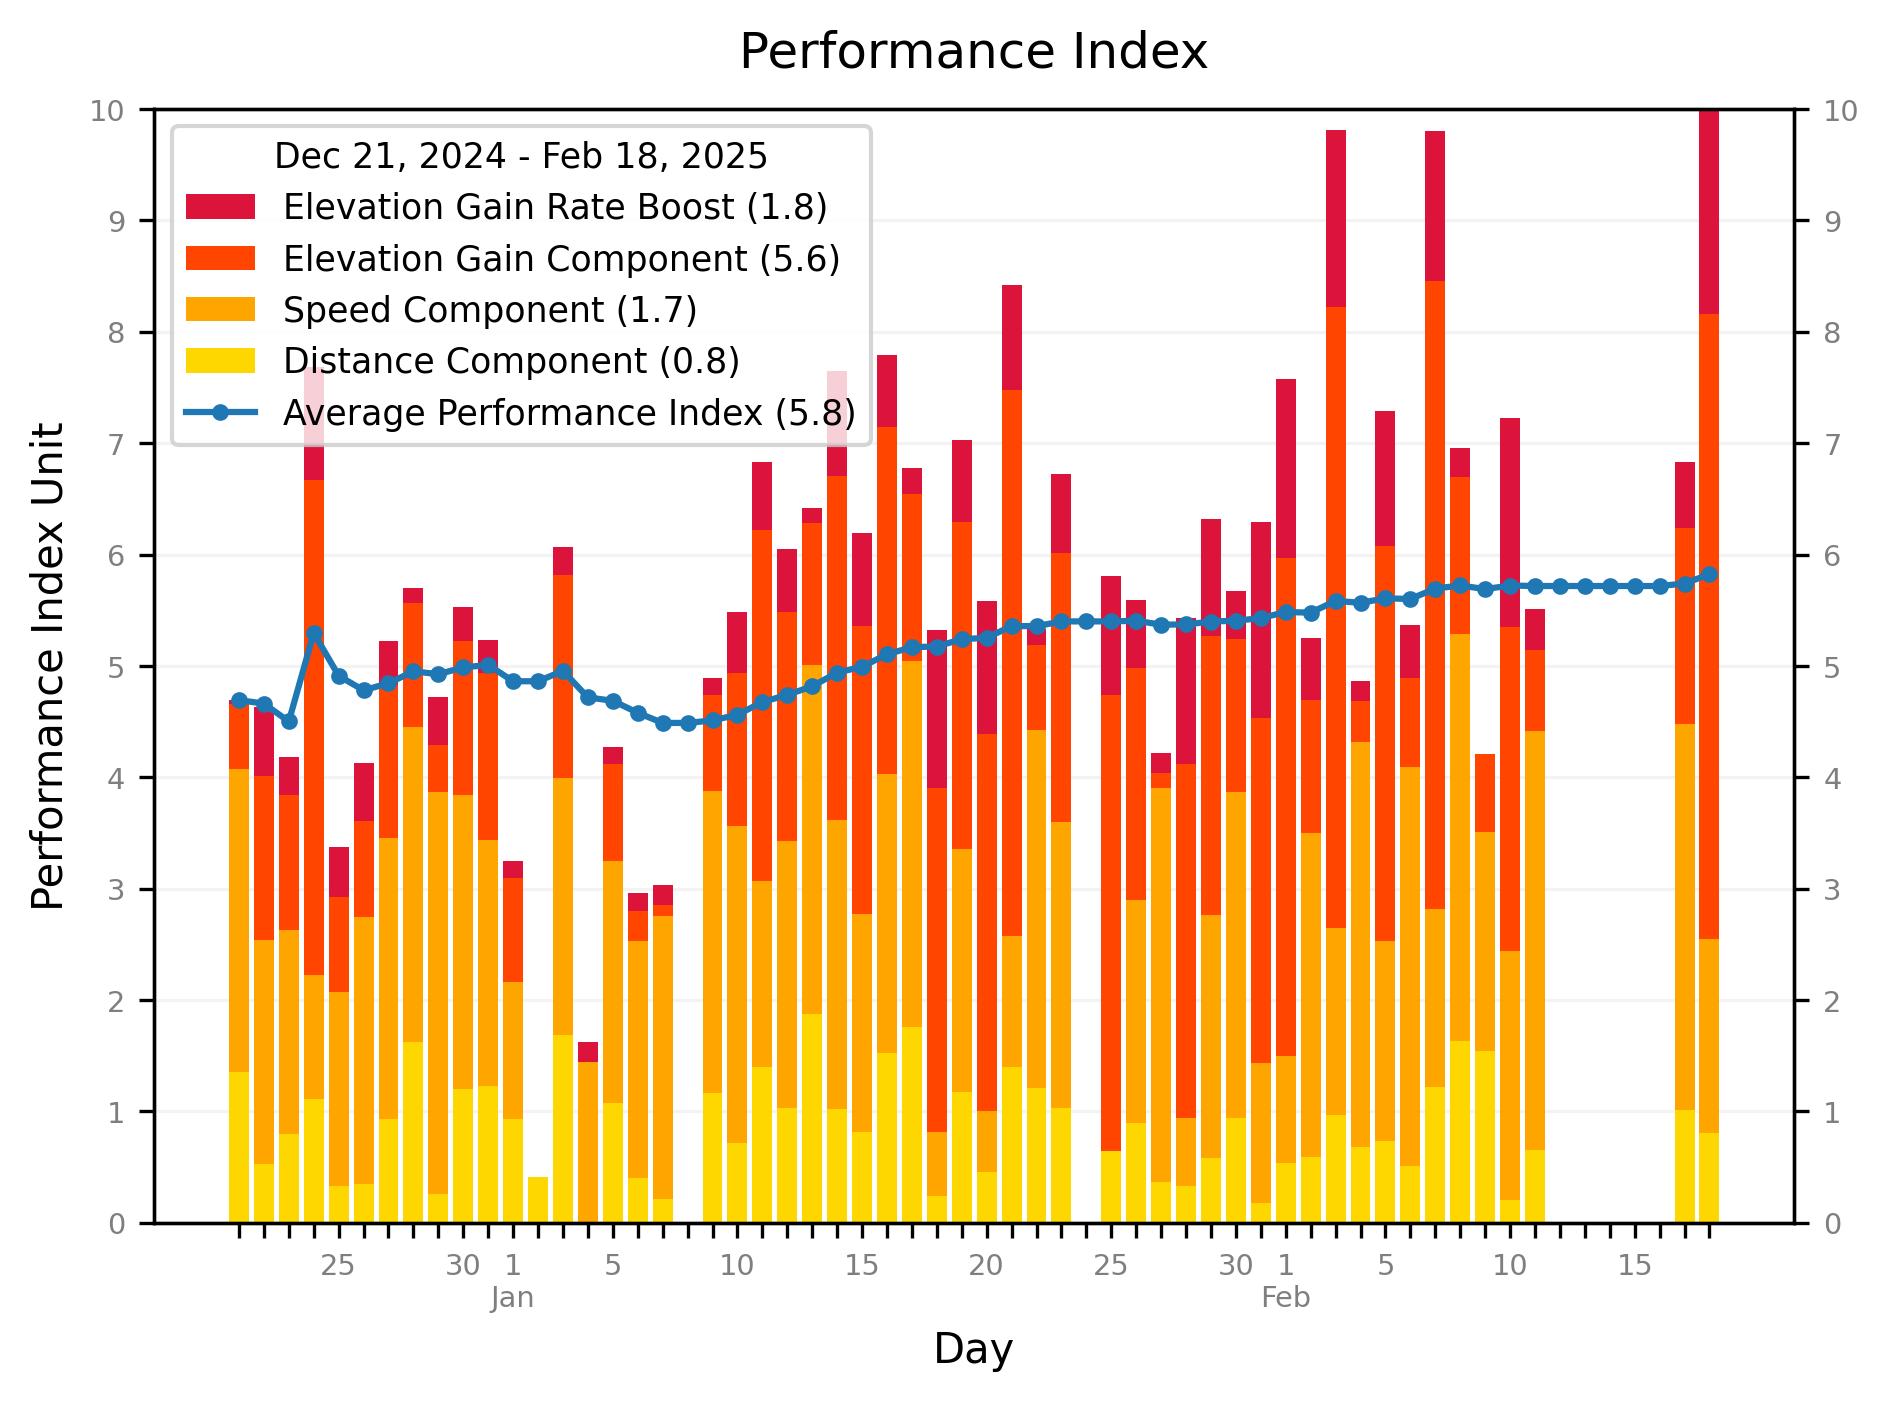 Performance Index
10
9
8
7
6
5
4
3
2
1
0
Performance Index Unit
Dec 21, 2024 - Feb 18, 2025
Elevation Gain Rate Boost (1.8)
Elevation Gain Component (5.6)
Speed Component (1.7)
Distance Component (0.8)
Average Performance Index (5.8)
10
9
8
7
6
5
4
3
2
1
0
25 30 1 5 10 15 20 25 30 1 5 10 15
Jan Feb
Day